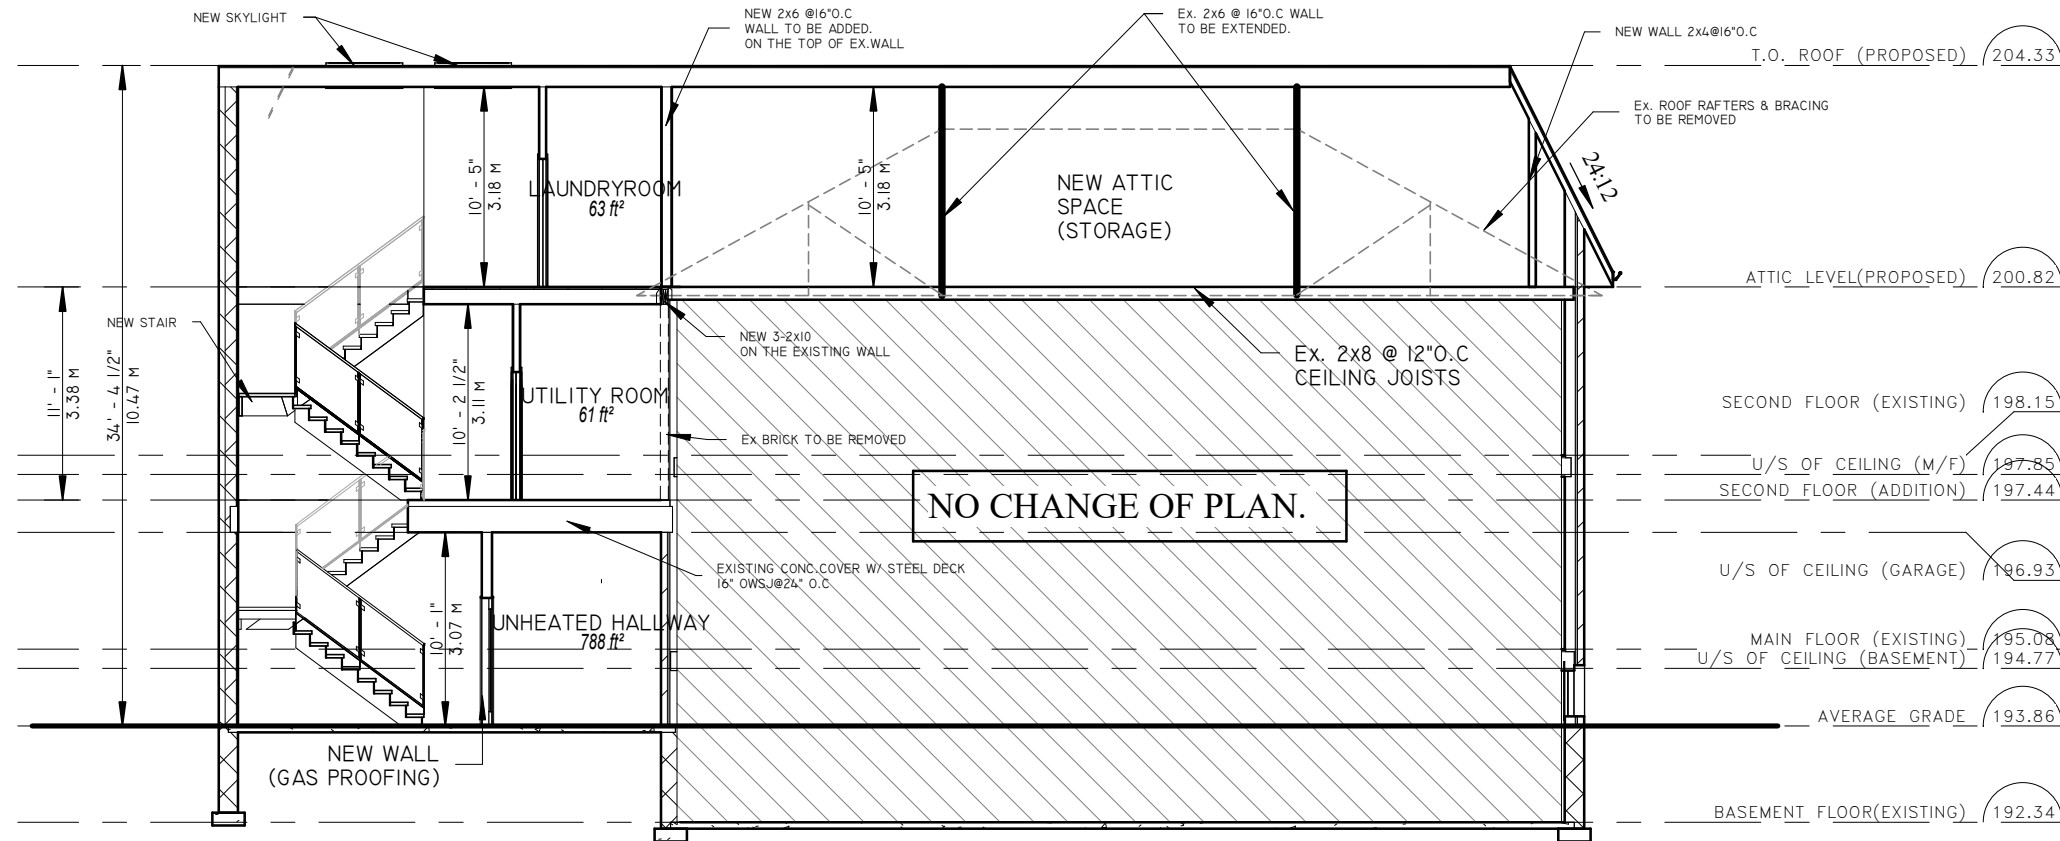 NEW SKYLIGHT
NEW 2x6 @16"O.C
WALL TO BE ADDED.
ON THE TOP OF EX.WALL
Ex. 2x6 @ 16"O.C WALL
TO BE EXTENDED.
NEW WALL 2x4@16"O.C
T.O. ROOF (PROPOSED) 204.33
Ex. ROOF RAFTERS & BRACING
TO BE REMOVED
24:12
10' - 5"
3.18 M
LAUNDRYROOM
63 ft²
10' - 5"
3.18 M
NEW ATTIC
SPACE
(STORAGE)
ATTIC LEVEL(PROPOSED) 200.82
NEW STAIR
NEW 3-2x10
ON THE EXISTING WALL
Ex. 2x8 @ 12"O.C
CEILING JOISTS
11' - 1"
3.38 M
34' - 4 1/2"
10.47 M
10' - 2 1/2"
3.11 M
UTILITY ROOM
61 ft²
SECOND FLOOR (EXISTING) 198.15
Ex BRICK TO BE REMOVED
U/S OF CEILING (M/F) 197.85
SECOND FLOOR (ADDITION) 197.44
NO CHANGE OF PLAN.
EXISTING CONC.COVER W/ STEEL DECK
16" OWSJ@24" O.C
U/S OF CEILING (GARAGE) 196.93
10' - 1"
3.07 M
UNHEATED HALLWAY
788 ft²
MAIN FLOOR (EXISTING) 195.08
U/S OF CEILING (BASEMENT) 194.77
AVERAGE GRADE 193.86
NEW WALL
(GAS PROOFING)
BASEMENT FLOOR(EXISTING) 192.34